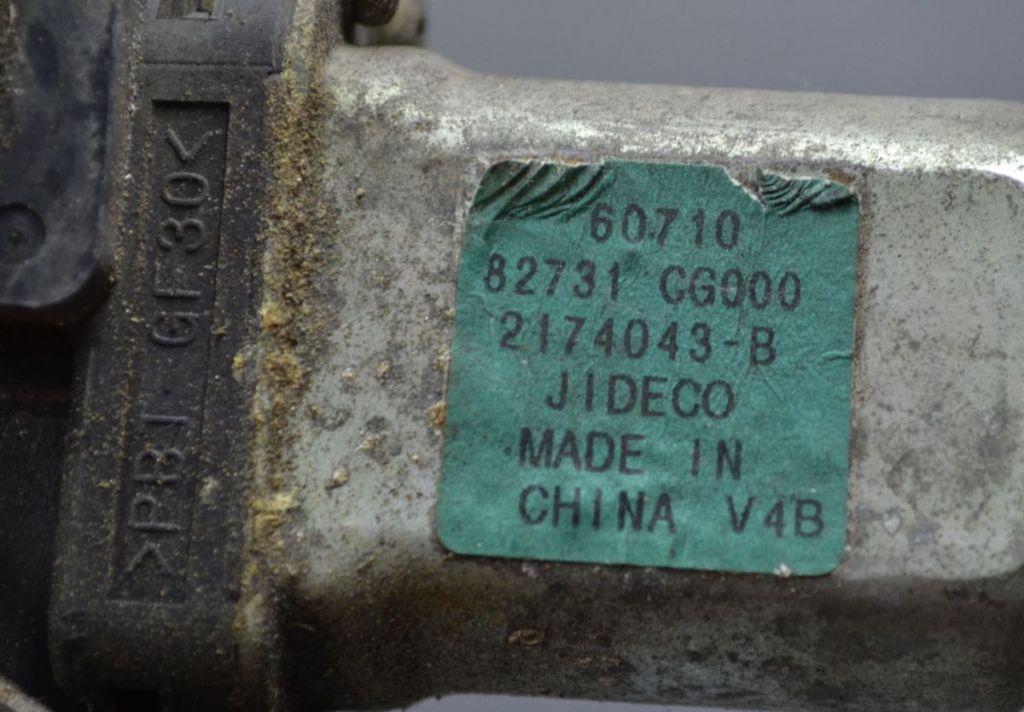 60710
82731 CG000
2174043-B
JIDECO
MADE IN
CHINA V4B
>PBT-GF30<